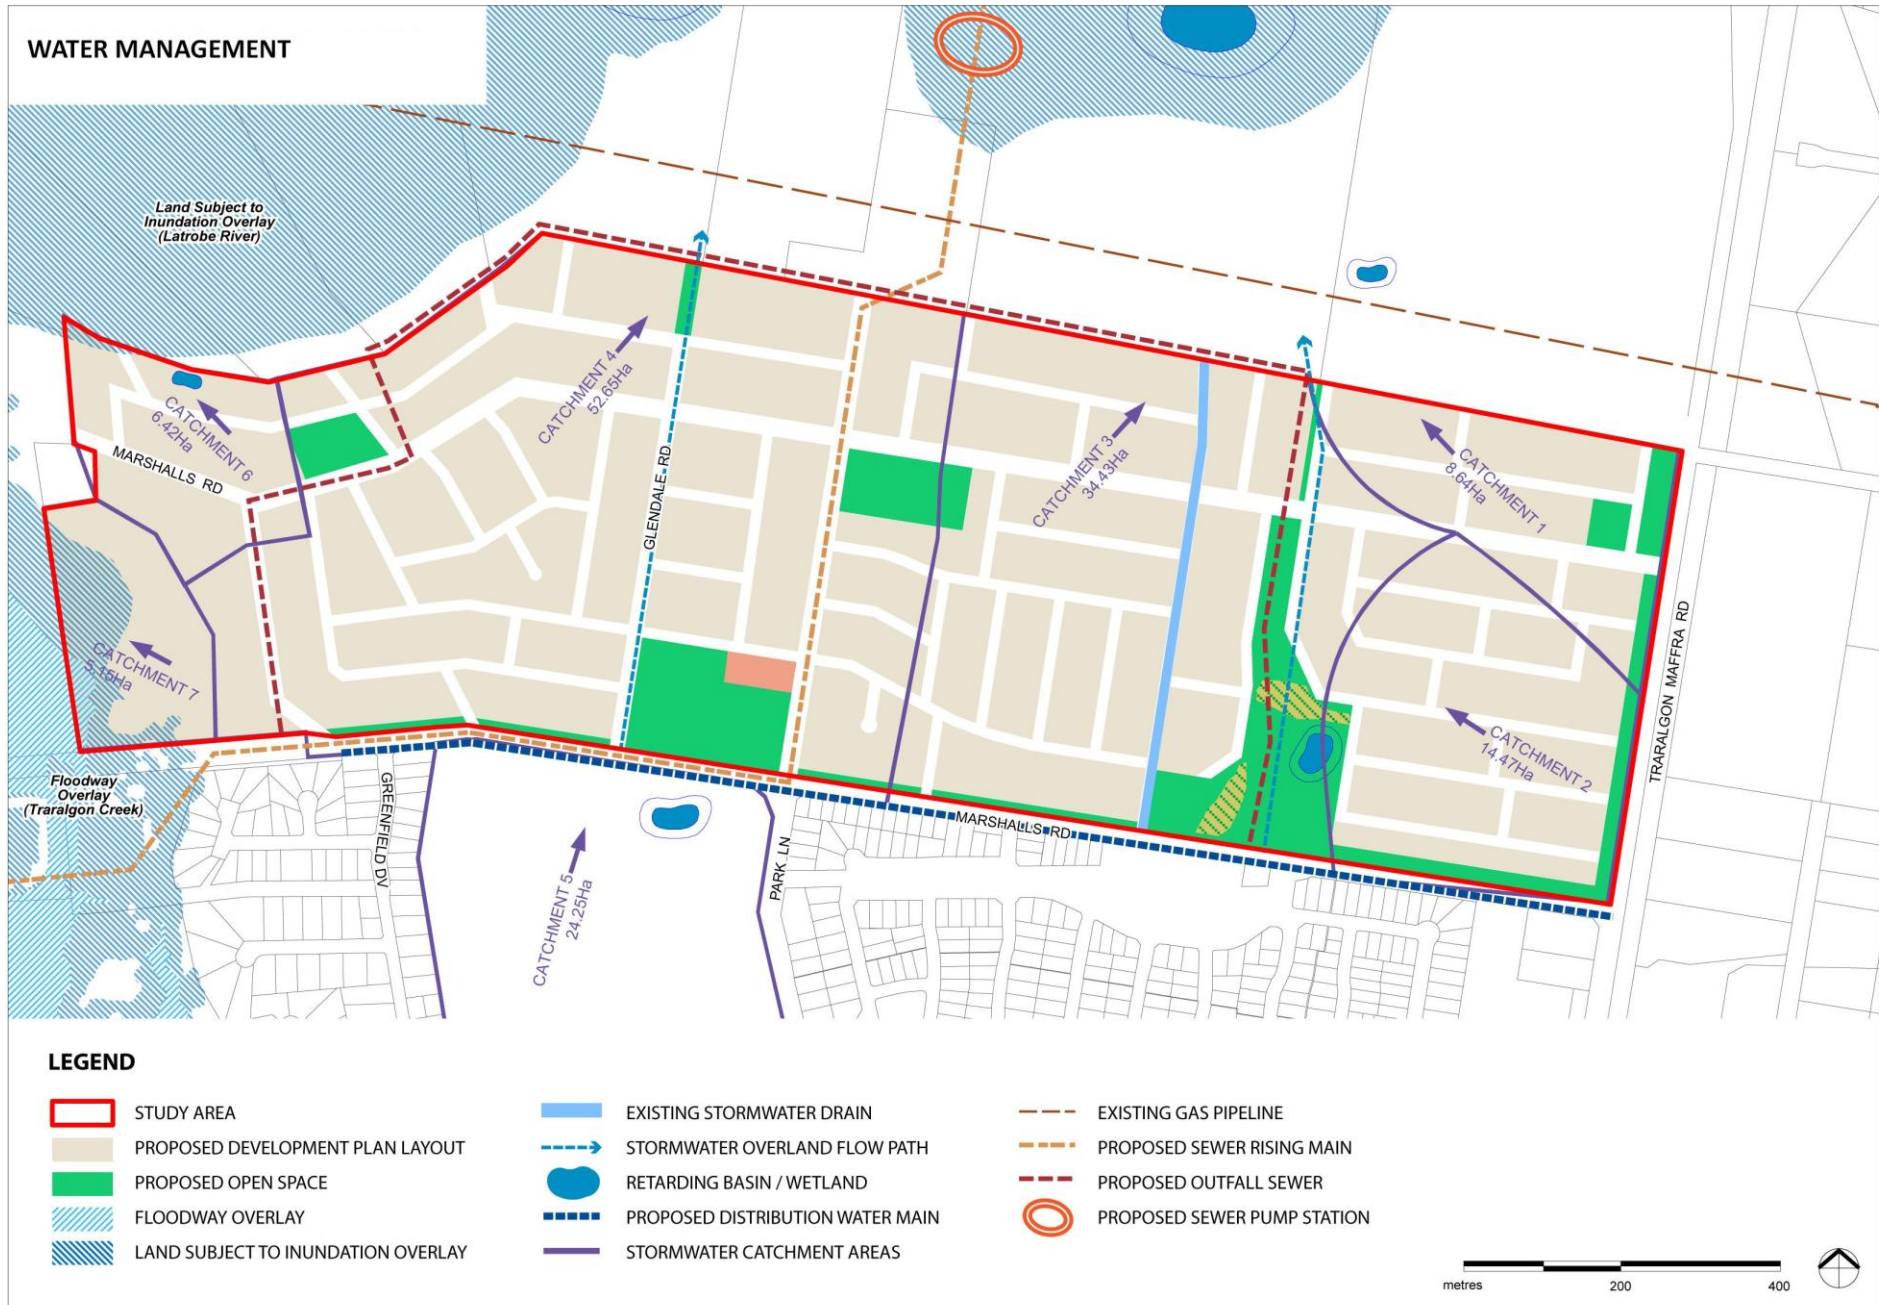 WATER MANAGEMENT
Land Subject to
Inundation Overlay
(Latrobe River)
CATCHMENT 4
52.65Ha
CATCHMENT 6
6.42Ha
MARSHALLS RD
GLENDALE RD
CATCHMENT 3
34.43Ha
CATCHMENT 1
8.64Ha
CATCHMENT 7
5.15Ha
TRARALGON MAFFRA RD
CATCHMENT 2
14.47Ha
Floodway
Overlay
(Traralgon Creek)
GREENFIELD DV
MARSHALLS RD
PARK LN
CATCHMENT 5
24.25Ha
LEGEND
STUDY AREA
PROPOSED DEVELOPMENT PLAN LAYOUT
PROPOSED OPEN SPACE
FLOODWAY OVERLAY
LAND SUBJECT TO INUNDATION OVERLAY
EXISTING STORMWATER DRAIN
STORMWATER OVERLAND FLOW PATH
RETARDING BASIN / WETLAND
PROPOSED DISTRIBUTION WATER MAIN
STORMWATER CATCHMENT AREAS
EXISTING GAS PIPELINE
PROPOSED SEWER RISING MAIN
PROPOSED OUTFALL SEWER
PROPOSED SEWER PUMP STATION
metres 200 400